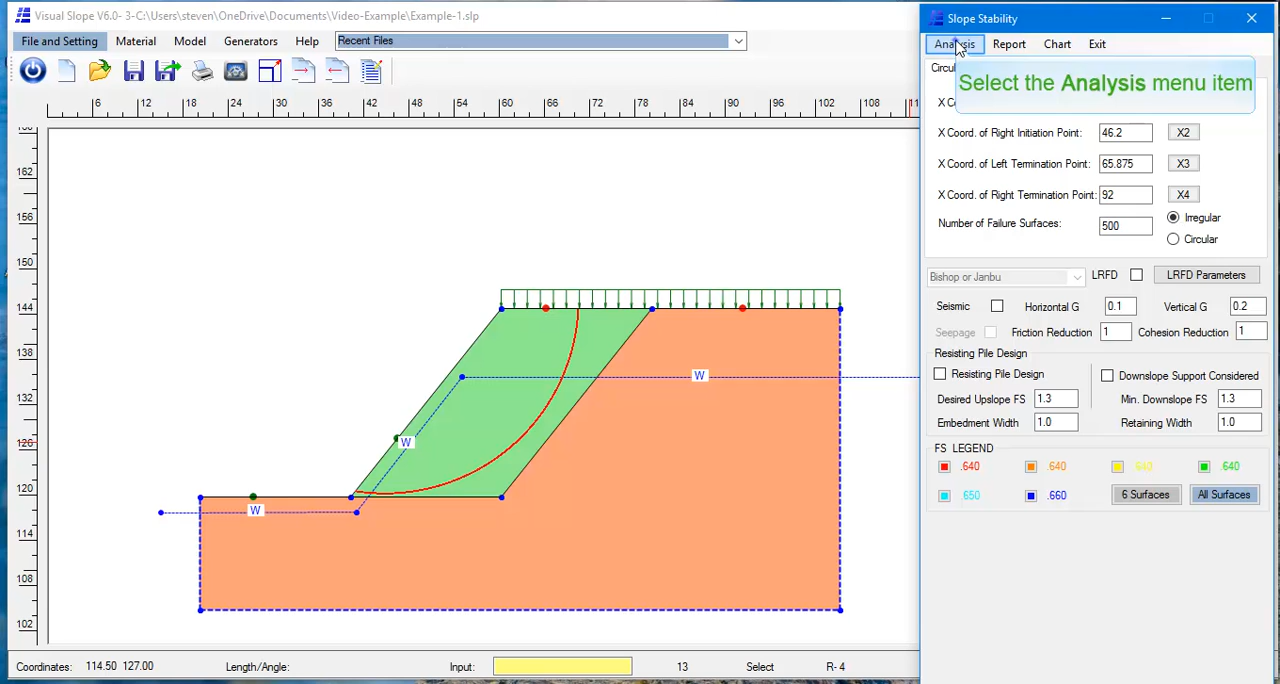 Visual Slope V6.0- 3-C:\Users\steven\OneDrive\Documents\Video-Example\Example-1.slp
File and Setting Material Model Generators Help Recent Files
6 12 18 24 30 36 42 48 54 60 66 72 78 84 90 96 102 108 11
162
156
150
144
138
132
126
120
114
108
102
W
W
W
Coordinates: 114.50 127.00 Length/Angle: Input: 13 Select R- 4
Slope Stability
Analysis Report Chart Exit
Select the Analysis menu item
Circul
X Co
X Coord. of Right Initiation Point: 46.2 X2
X Coord. of Left Termination Point: 65.875 X3
X Coord. of Right Termination Point: 92 X4
Number of Failure Surfaces: 500
Irregular
Circular
Bishop or Janbu LRFD LRFD Parameters
Seismic Horizontal G 0.1 Vertical G 0.2
Seepage Friction Reduction 1 Cohesion Reduction 1
Resisting Pile Design
Resisting Pile Design Downslope Support Considered
Desired Upslope FS 1.3 Min. Downslope FS 1.3
Embedment Width 1.0 Retaining Width 1.0
FS LEGEND
.640 .640 .640 .640
.650 .660 6 Surfaces All Surfaces